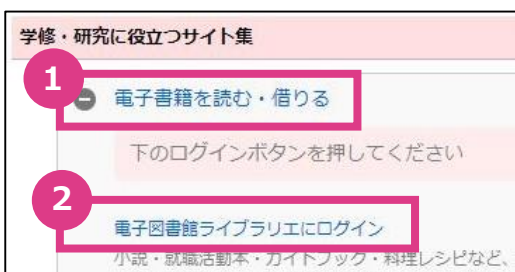 学修・研究に役立つサイト集
1
電子書籍を読む・借りる
下のログインボタンを押してください
2
電子図書館ライブラリエにログイン
小説・就職活動本・ガイドブック・料理レシピなど、